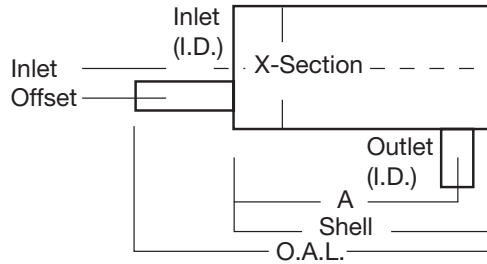 Inlet
(I.D.)
X-Section
Inlet
Offset
Outlet
(I.D.)
A
Shell
O.A.L.